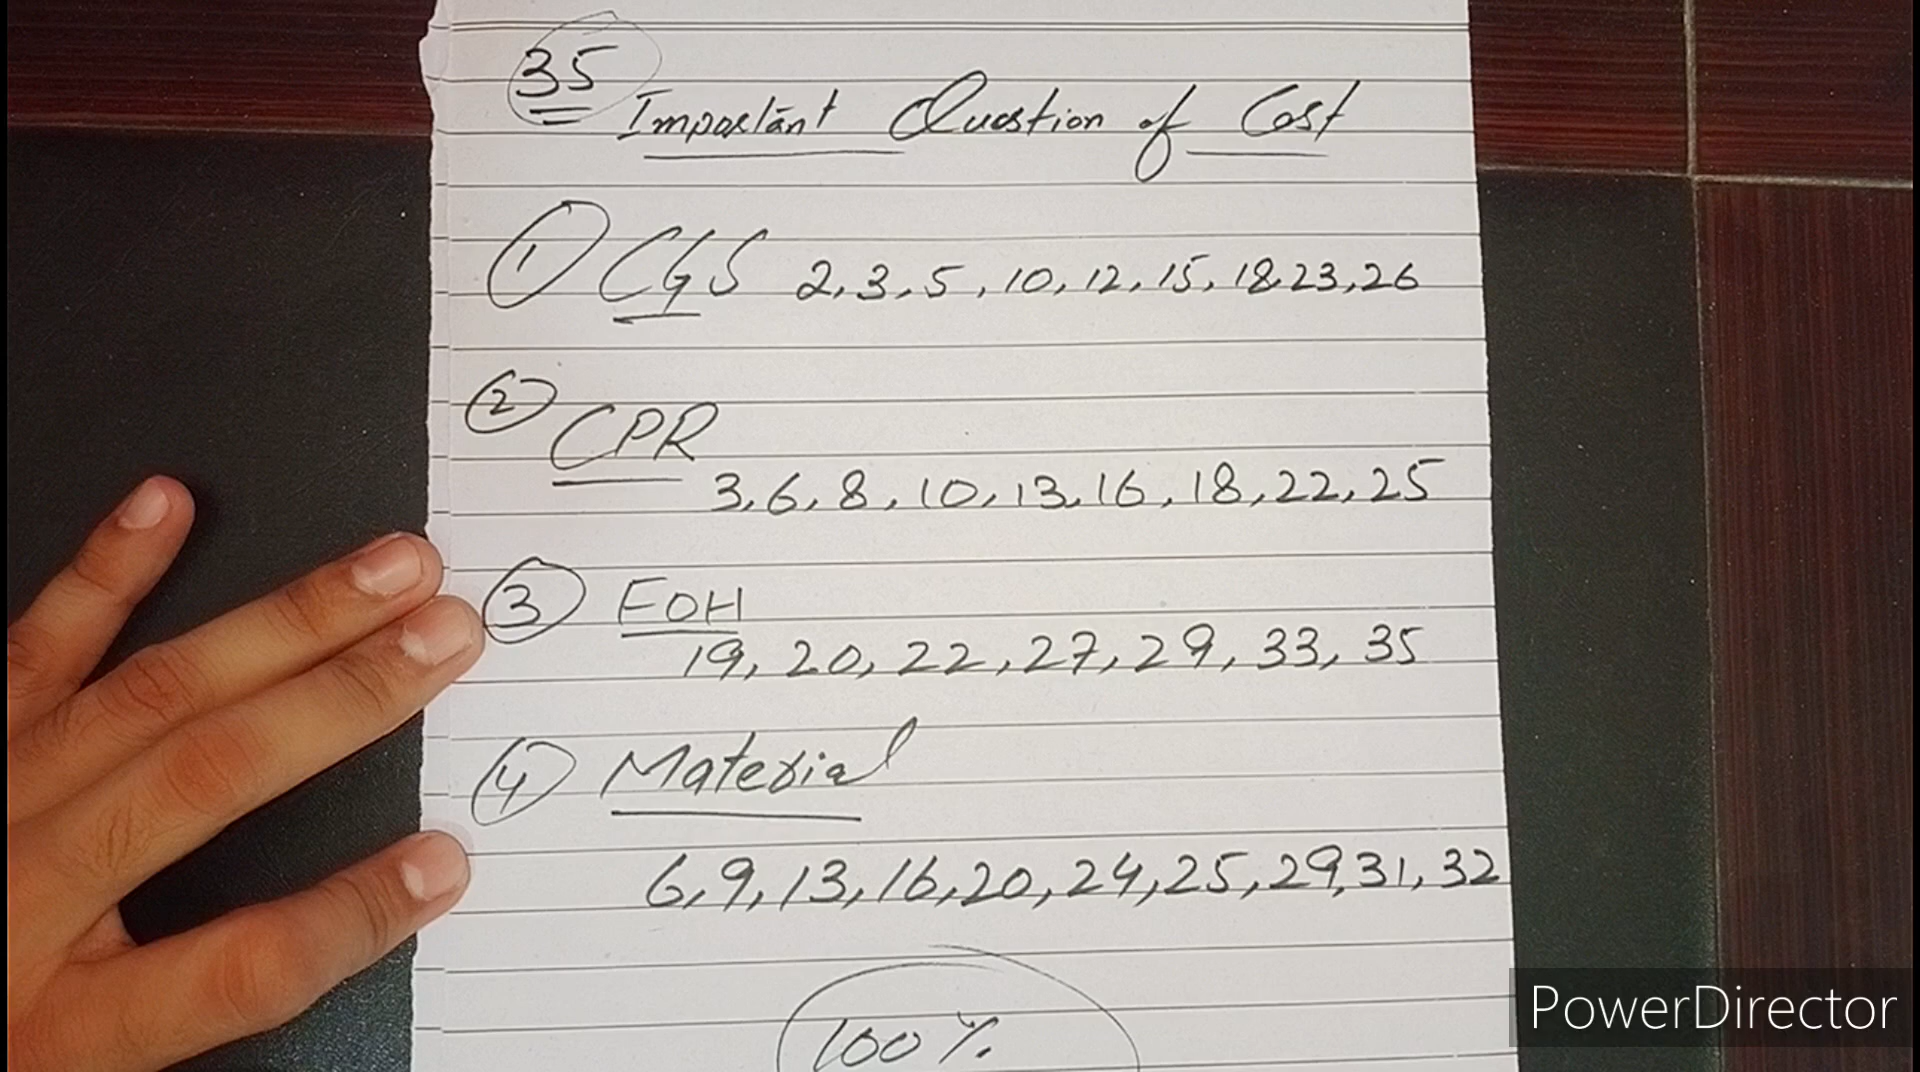 35
Important Question of Cost
1 CGS 2, 3, 5, 10, 12, 15, 18, 23, 26
2 CPR
3, 6, 8, 10, 13, 16, 18, 22, 25
3 FOH
19, 20, 22, 27, 29, 33, 35
4 Material
6, 9, 13, 16, 20, 24, 25, 29, 31, 32
100%
PowerDirector